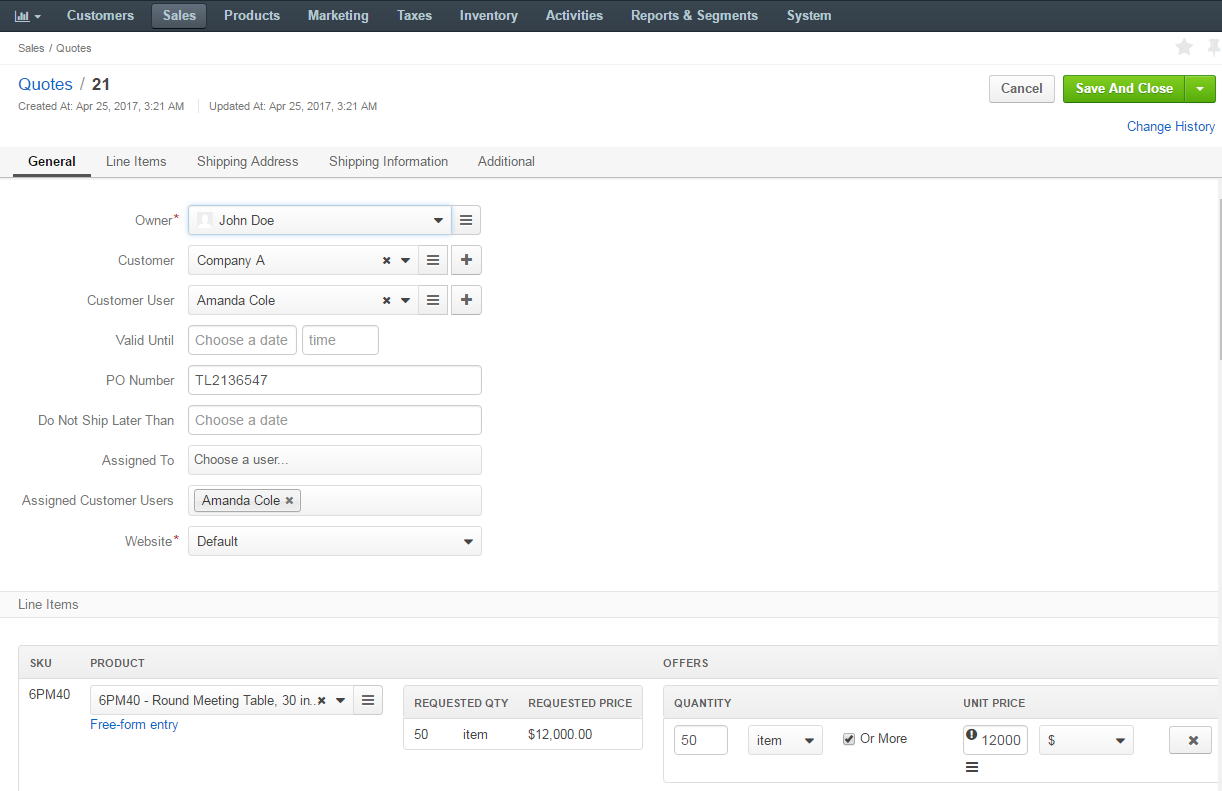 Customers Sales Products Marketing Taxes Inventory Activities Reports & Segments System
Sales / Quotes
Quotes / 21
Cancel Save And Close
Created At: Apr 25, 2017, 3:21 AM Updated At: Apr 25, 2017, 3:21 AM
Change History
General Line Items Shipping Address Shipping Information Additional
Owner* John Doe
Customer Company A
Customer User Amanda Cole
Valid Until Choose a date time
PO Number TL2136547
Do Not Ship Later Than Choose a date
Assigned To Choose a user...
Assigned Customer Users Amanda Cole
Website* Default
Line Items
SKU PRODUCT OFFERS
6PM40 6PM40 - Round Meeting Table, 30 in.. REQUESTED QTY REQUESTED PRICE QUANTITY UNIT PRICE
Free-form entry
50 item $12,000.00 50 item Or More 12000 $